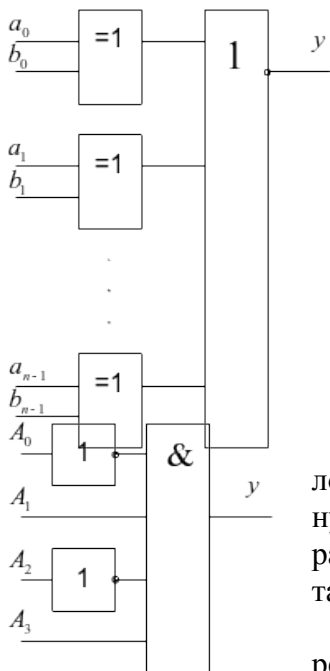 a₀
b₀
=1
1
y
a₁
b₁
=1
aₙ₋₁
bₙ₋₁
=1
A₀
1
&
A₁
y
A₂
1
A₃